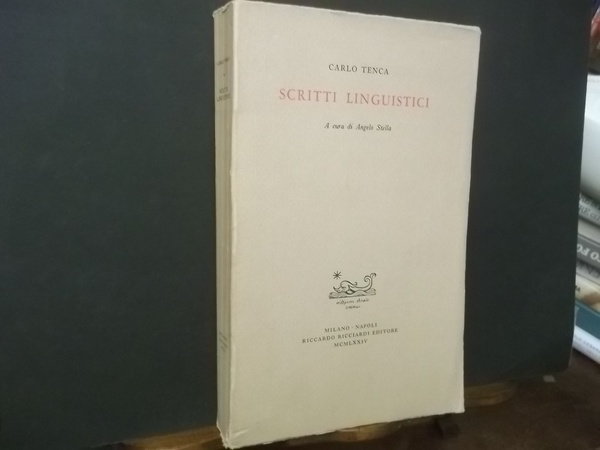 CARLO TENCA
SCRITTI LINGUISTICI
A cura di Angelo Stella
MILANO - NAPOLI
RICCARDO RICCIARDI EDITORE
MCMLXXIV